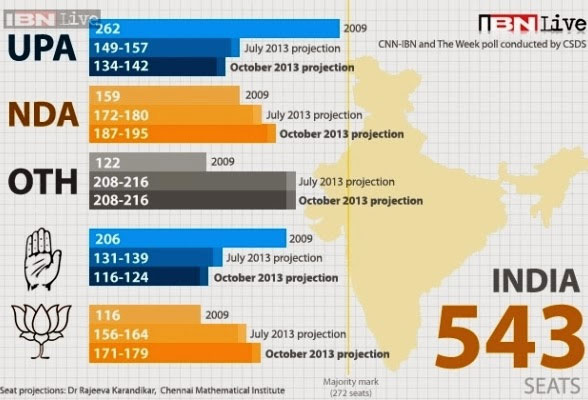 IBN Live
IBN Live
CNN-IBN and The Week poll conducted by CSDS
UPA
262
2009
149-157
July 2013 projection
134-142
October 2013 projection
NDA
159
2009
172-180
July 2013 projection
187-195
October 2013 projection
OTH
122
2009
208-216
July 2013 projection
208-216
October 2013 projection
206
2009
131-139
July 2013 projection
116-124
October 2013 projection
116
2009
156-164
July 2013 projection
171-179
October 2013 projection
INDIA
543
SEATS
Seat projections: Dr Rajeeva Karandikar, Chennai Mathematical Institute
Majority mark
(272 seats)